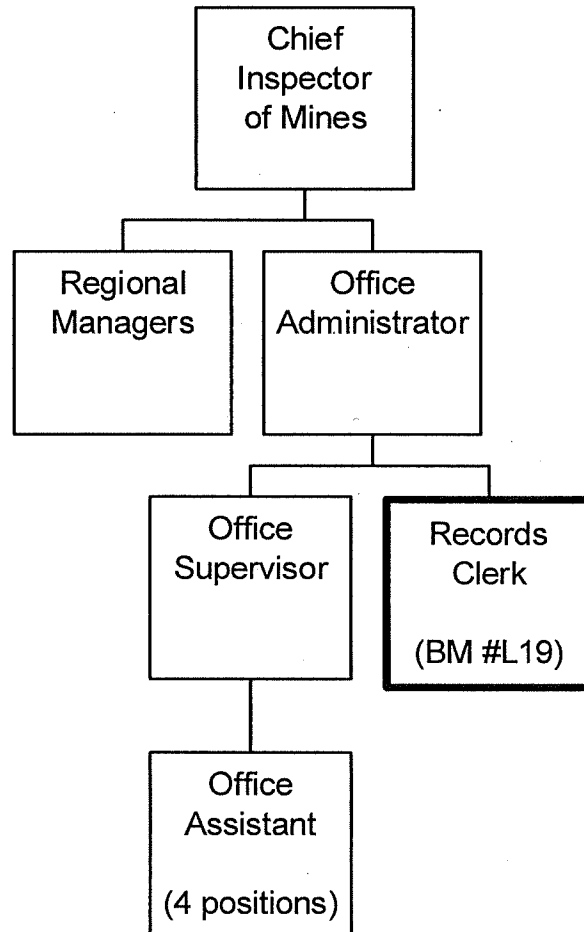 Chief
Inspector
of Mines
Regional
Managers
Office
Administrator
Office
Supervisor
Records
Clerk
(BM #L19)
Office
Assistant
(4 positions)